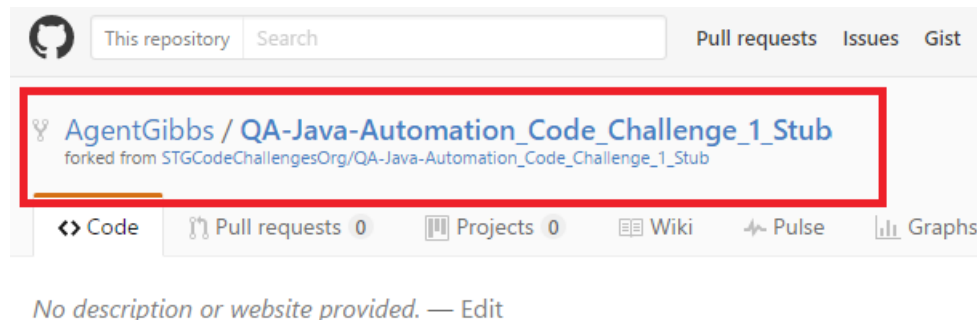 This repository Search Pull requests Issues Gist
AgentGibbs / QA-Java-Automation_Code_Challenge_1_Stub
forked from STGCodeChallengesOrg/QA-Java-Automation_Code_Challenge_1_Stub
<> Code Pull requests 0 Projects 0 Wiki Pulse Graphs
No description or website provided. — Edit